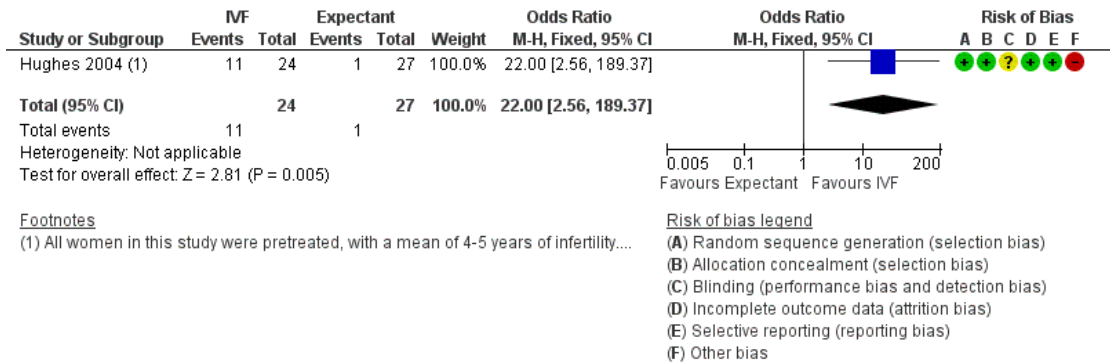 IVF Expectant Odds Ratio Odds Ratio Risk of Bias
Study or Subgroup Events Total Events Total Weight M-H, Fixed, 95% CI M-H, Fixed, 95% CI A B C D E F
Hughes 2004 (1) 11 24 1 27 100.0% 22.00 [2.56, 189.37] + + ? + + −
Total (95% CI) 24 27 100.0% 22.00 [2.56, 189.37]
Total events 11 1
Heterogeneity: Not applicable
Test for overall effect: Z = 2.81 (P = 0.005)
0.005 0.1 1 10 200
Favours Expectant Favours IVF
Footnotes
(1) All women in this study were pretreated, with a mean of 4-5 years of infertility....
Risk of bias legend
(A) Random sequence generation (selection bias)
(B) Allocation concealment (selection bias)
(C) Blinding (performance bias and detection bias)
(D) Incomplete outcome data (attrition bias)
(E) Selective reporting (reporting bias)
(F) Other bias